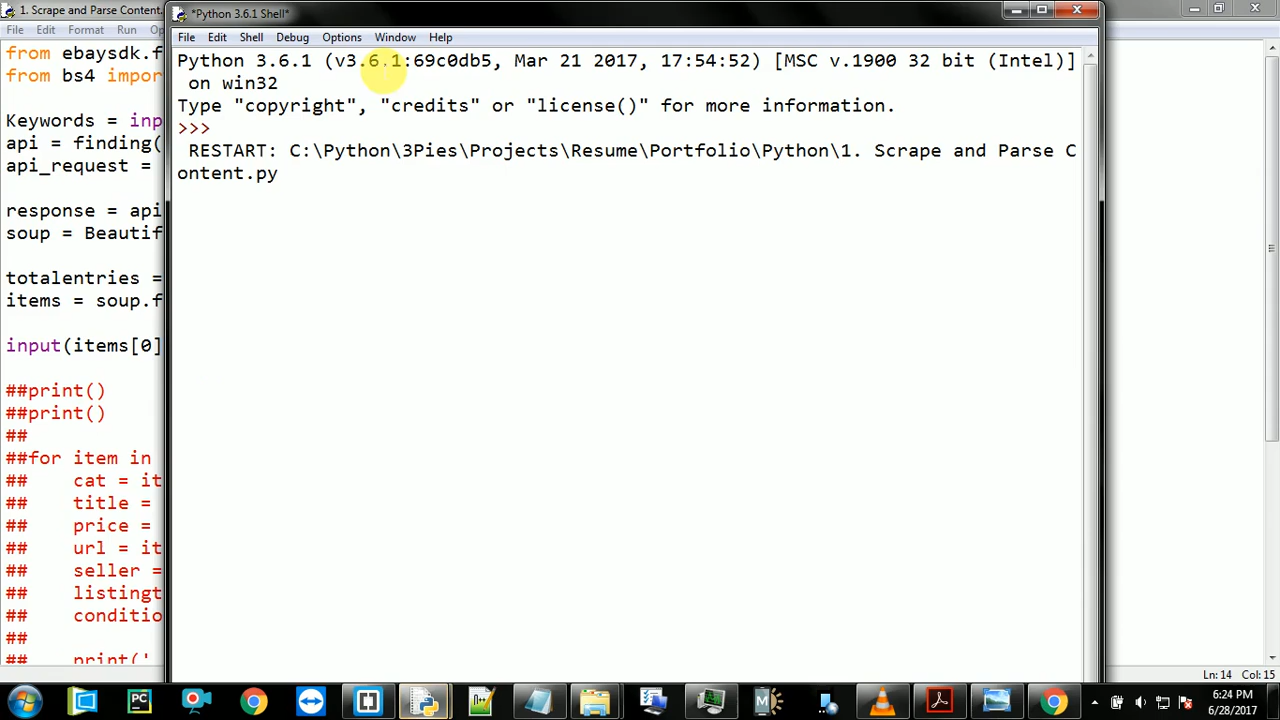 1. Scrape and Parse Content.
*Python 3.6.1 Shell*
File Edit Format Run
File Edit Shell Debug Options Window Help
from ebaysdk.f
from bs4 impor
Keywords = inp
api = finding(
api_request =
response = api
soup = Beautif
totalentries =
items = soup.f
input(items[0]
##print()
##print()
##
##for item in
## cat = it
## title =
## price =
## url = it
## seller =
## listingt
## conditio
##
## print('
Python 3.6.1 (v3.6.1:69c0db5, Mar 21 2017, 17:54:52) [MSC v.1900 32 bit (Intel)]
on win32
Type "copyright", "credits" or "license()" for more information.
>>>
RESTART: C:\Python\3Pies\Projects\Resume\Portfolio\Python\1. Scrape and Parse C
ontent.py
Ln: 14 Col: 15
PC
6:24 PM
6/28/2017